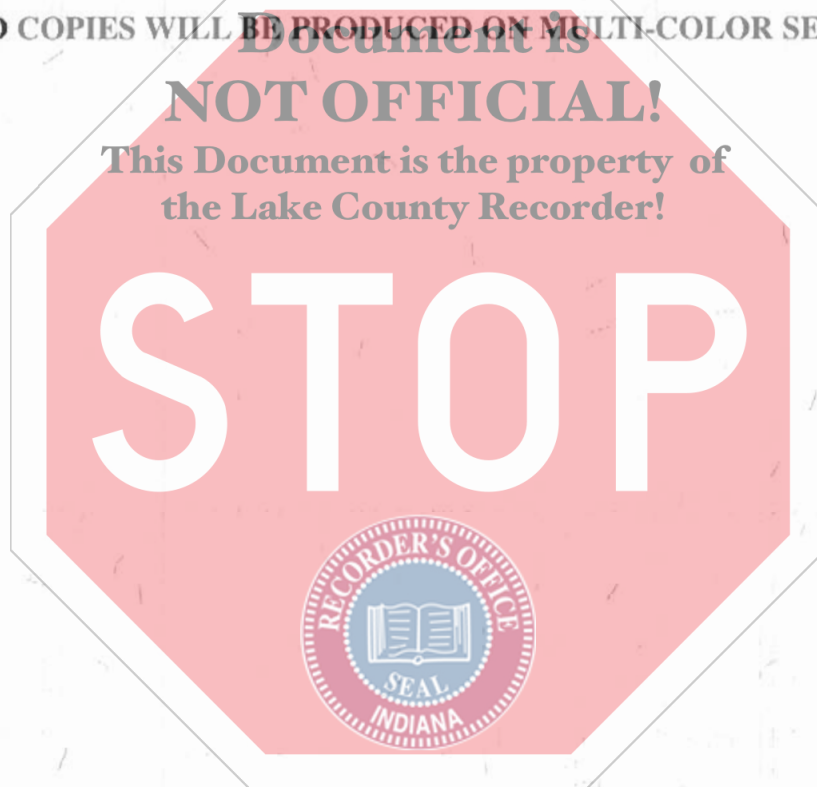 COPIES WILL BE PRODUCED ON MULTI-COLOR SE
Document is
NOT OFFICIAL!
This Document is the property of
the Lake County Recorder!
STOP
RECORDER'S OFFICE
SEAL
INDIANA